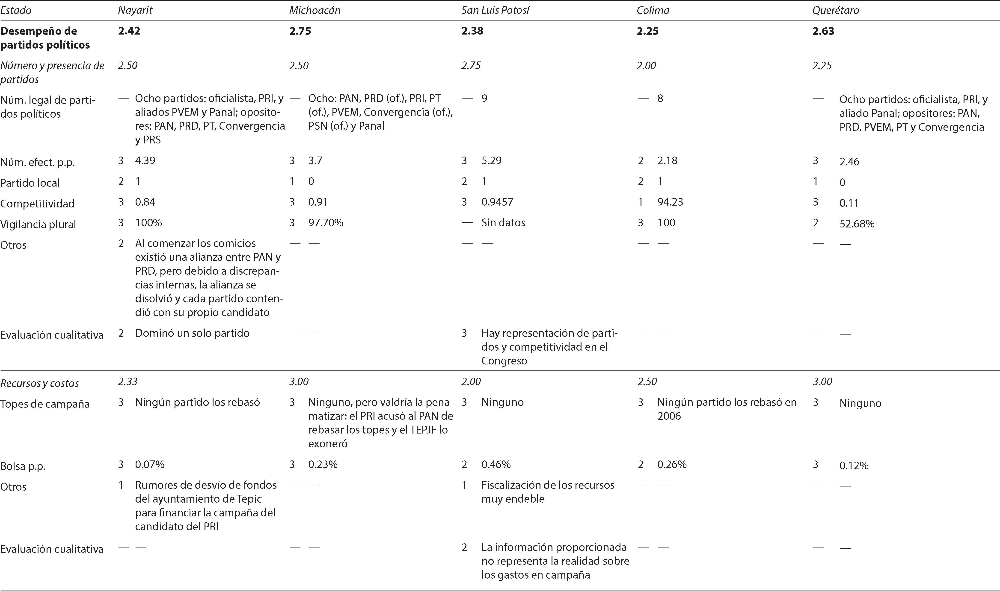 Estado Nayarit Michoacán San Luis Potosí Colima Querétaro
Desempeño de 2.42 2.75 2.38 2.25 2.63
partidos políticos
Número y presencia de 2.50 2.50 2.75 2.00 2.25
partidos
Núm. legal de parti- — Ocho partidos: oficialista, PRI, y — Ocho: PAN, PRD (of.), PRI, PT — 9 — 8 — Ocho partidos: oficialista, PRI, y
dos políticos aliados PVEM y Panal; oposito- (of.), PVEM, Convergencia (of.), aliado Panal; opositores: PAN,
res: PAN, PRD, PT, Convergencia PSN (of.) y Panal PRD, PVEM, PT y Convergencia
y PRS
Núm. efect. p.p. 3 4.39 3 3.7 3 5.29 2 2.18 3 2.46
Partido local 2 1 1 0 2 1 2 1 1 0
Competitividad 3 0.84 3 0.91 3 0.9457 1 94.23 3 0.11
Vigilancia plural 3 100% 3 97.70% — Sin datos 3 100 2 52.68%
Otros 2 Al comenzar los comicios — — — — — — — —
existió una alianza entre PAN y
PRD, pero debido a discrepan-
cias internas, la alianza se
disolvió y cada partido conten-
dió con su propio candidato
Evaluación cualitativa 2 Dominó un solo partido — — 3 Hay representación de parti- — — — —
dos y competitividad en el
Congreso
Recursos y costos 2.33 3.00 2.00 2.50 3.00
Topes de campaña 3 Ningún partido los rebasó 3 Ninguno, pero valdría la pena 3 Ninguno 3 Ningún partido los rebasó en 3 Ninguno
matizar: el PRI acusó al PAN de 2006
rebasar los topes y el TEPJF lo
exoneró
Bolsa p.p. 3 0.07% 3 0.23% 2 0.46% 2 0.26% 3 0.12%
Otros 1 Rumores de desvío de fondos — — 1 Fiscalización de los recursos — — — —
del ayuntamiento de Tepic muy endeble
para financiar la campaña del
candidato del PRI
Evaluación cualitativa — — — — 2 La información proporcionada — — — —
no representa la realidad sobre
los gastos en campaña